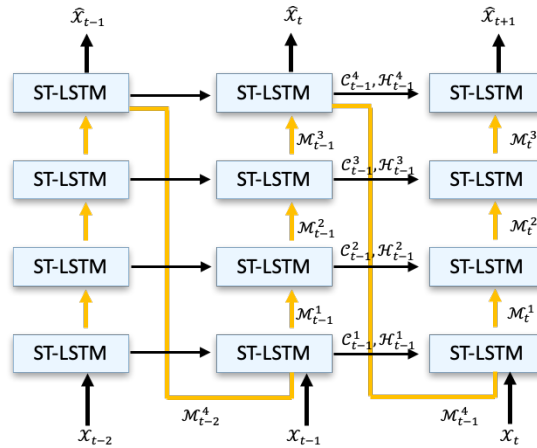 X̂_{t−1} X̂_t X̂_{t+1}
ST-LSTM ST-LSTM C^4_{t−1}, H^4_{t−1} ST-LSTM
M^3_{t−1} M^3_t
ST-LSTM ST-LSTM C^3_{t−1}, H^3_{t−1} ST-LSTM
M^2_{t−1} M^2_t
ST-LSTM ST-LSTM C^2_{t−1}, H^2_{t−1} ST-LSTM
M^1_{t−1} M^1_t
ST-LSTM ST-LSTM C^1_{t−1}, H^1_{t−1} ST-LSTM
M^4_{t−2} M^4_{t−1}
X_{t−2} X_{t−1} X_t